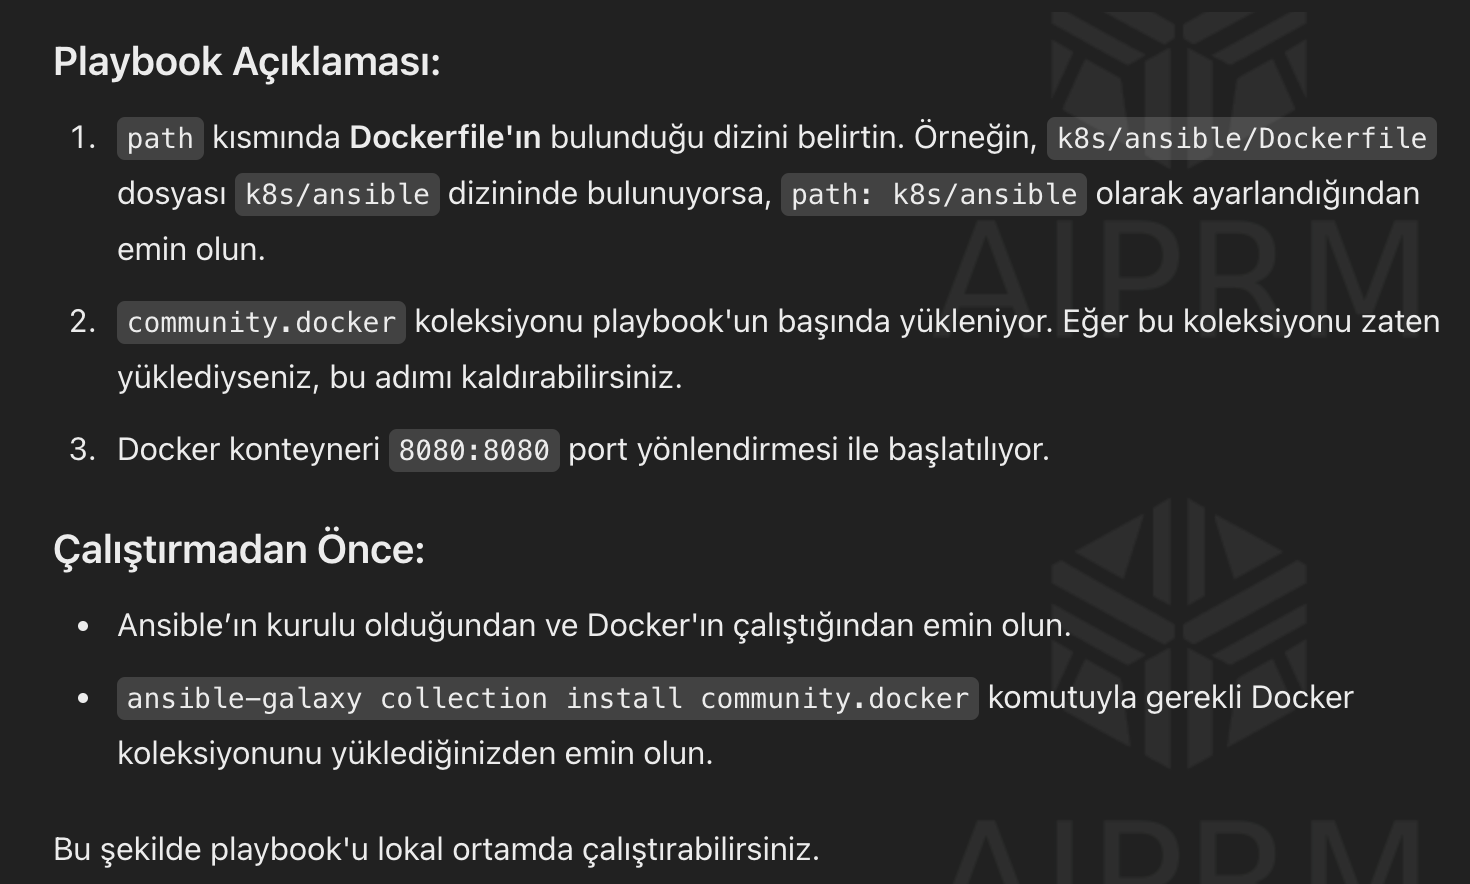 Playbook Açıklaması:
1. path kısmında Dockerfile'ın bulunduğu dizini belirtin. Örneğin, k8s/ansible/Dockerfile
dosyası k8s/ansible dizininde bulunuyorsa, path: k8s/ansible olarak ayarlandığından
emin olun.
2. community.docker koleksiyonu playbook'un başında yükleniyor. Eğer bu koleksiyonu zaten
yüklediyseniz, bu adımı kaldırabilirsiniz.
3. Docker konteyneri 8080:8080 port yönlendirmesi ile başlatılıyor.
Çalıştırmadan Önce:
• Ansible’ın kurulu olduğundan ve Docker'ın çalıştığından emin olun.
• ansible-galaxy collection install community.docker komutuyla gerekli Docker
koleksiyonunu yüklediğinizden emin olun.
Bu şekilde playbook'u lokal ortamda çalıştırabilirsiniz.
AIPRM
AIPRM